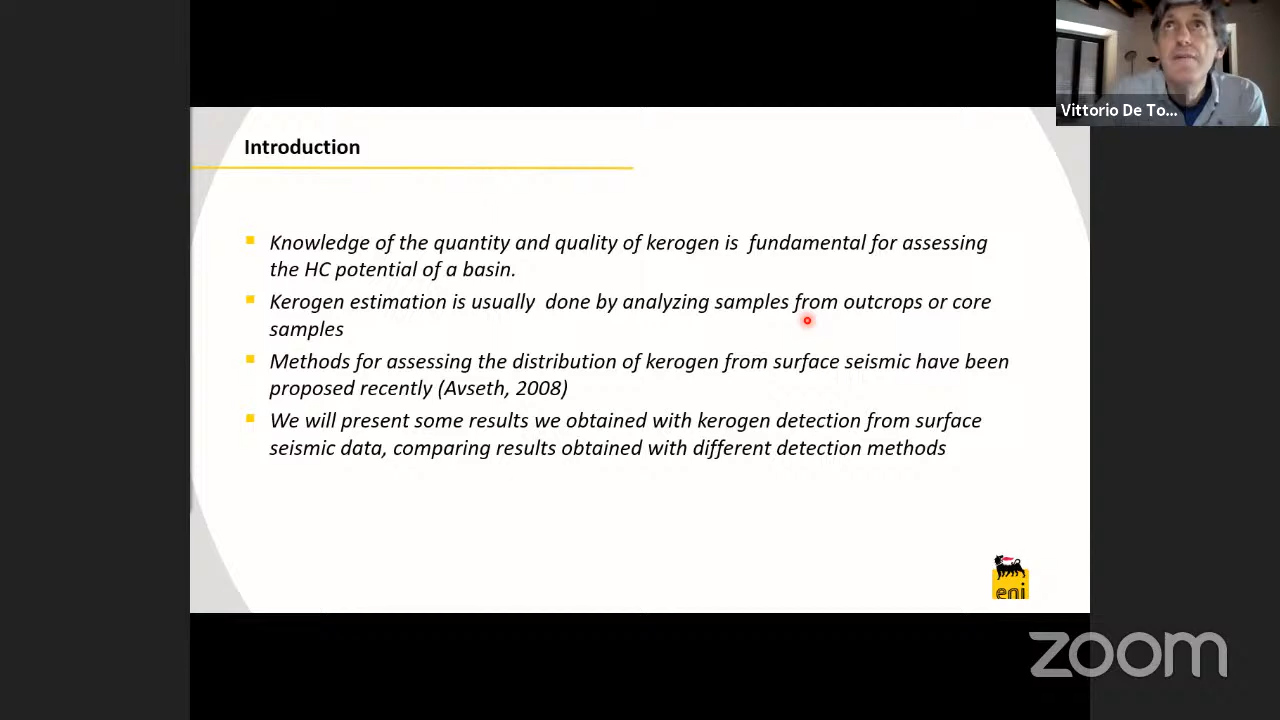 Vittorio De To...
Introduction
Knowledge of the quantity and quality of kerogen is fundamental for assessing
the HC potential of a basin.
Kerogen estimation is usually done by analyzing samples from outcrops or core
samples
Methods for assessing the distribution of kerogen from surface seismic have been
proposed recently (Avseth, 2008)
We will present some results we obtained with kerogen detection from surface
seismic data, comparing results obtained with different detection methods
eni
zoom